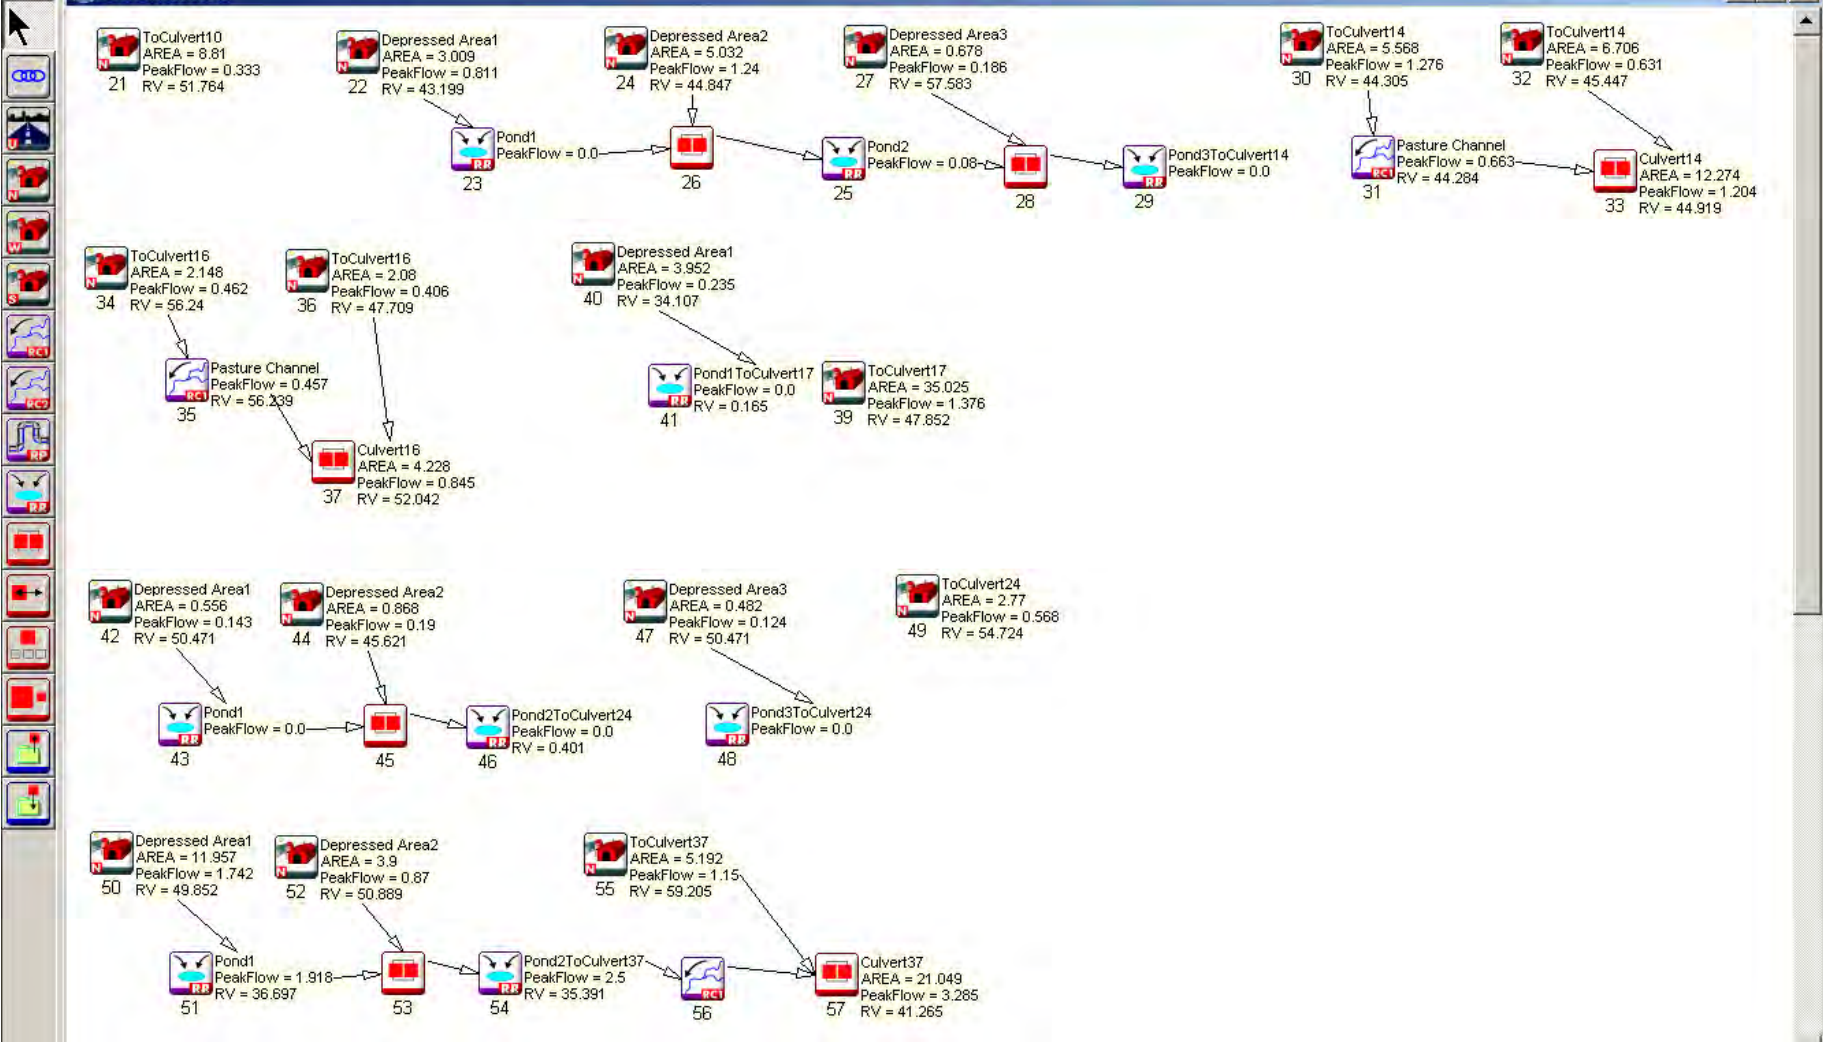 ToCulvert10
AREA = 8.81
PeakFlow = 0.333
RV = 51.764
21
Depressed Area1
AREA = 3.009
PeakFlow = 0.811
RV = 43.199
22
Depressed Area2
AREA = 5.032
PeakFlow = 1.24
RV = 44.847
24
Depressed Area3
AREA = 0.678
PeakFlow = 0.186
RV = 57.583
27
ToCulvert14
AREA = 5.568
PeakFlow = 1.276
RV = 44.305
30
ToCulvert14
AREA = 6.706
PeakFlow = 0.631
RV = 45.447
32
Pond1
PeakFlow = 0.0
23
26
Pond2
PeakFlow = 0.08
25
28
Pond3ToCulvert14
PeakFlow = 0.0
29
Pasture Channel
PeakFlow = 0.663
RV = 44.284
31
Culvert14
AREA = 12.274
PeakFlow = 1.204
RV = 44.919
33
ToCulvert16
AREA = 2.148
PeakFlow = 0.462
RV = 56.24
34
ToCulvert16
AREA = 2.08
PeakFlow = 0.406
RV = 47.709
36
Depressed Area1
AREA = 3.952
PeakFlow = 0.235
RV = 34.107
40
Pasture Channel
PeakFlow = 0.457
RV = 56.239
35
Pond1ToCulvert17
PeakFlow = 0.0
RV = 0.165
41
ToCulvert17
AREA = 35.025
PeakFlow = 1.376
RV = 47.852
39
Culvert16
AREA = 4.228
PeakFlow = 0.845
RV = 52.042
37
Depressed Area1
AREA = 0.556
PeakFlow = 0.143
RV = 50.471
42
Depressed Area2
AREA = 0.868
PeakFlow = 0.19
RV = 45.621
44
Depressed Area3
AREA = 0.482
PeakFlow = 0.124
RV = 50.471
47
ToCulvert24
AREA = 2.77
PeakFlow = 0.568
RV = 54.724
49
Pond1
PeakFlow = 0.0
43
45
Pond2ToCulvert24
PeakFlow = 0.0
RV = 0.401
46
Pond3ToCulvert24
PeakFlow = 0.0
48
Depressed Area1
AREA = 11.957
PeakFlow = 1.742
RV = 49.852
50
Depressed Area2
AREA = 3.9
PeakFlow = 0.87
RV = 50.889
52
ToCulvert37
AREA = 5.192
PeakFlow = 1.15
RV = 59.205
55
Pond1
PeakFlow = 1.918
RV = 36.697
51
53
Pond2ToCulvert37
PeakFlow = 2.5
RV = 35.391
54
56
Culvert37
AREA = 21.049
PeakFlow = 3.285
RV = 41.265
57
U
N
W
S
RC1
RC2
RP
RR